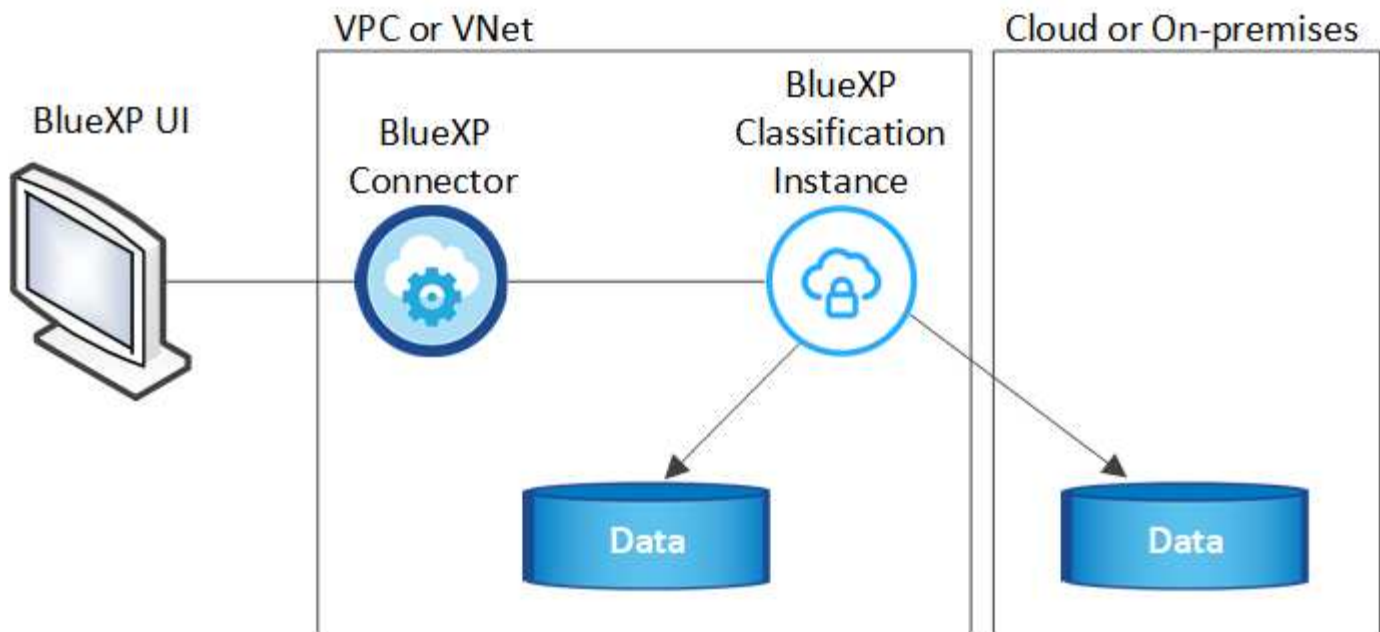 VPC or VNet
Cloud or On-premises
BlueXP UI
BlueXP
Connector
BlueXP
Classification
Instance
Data
Data